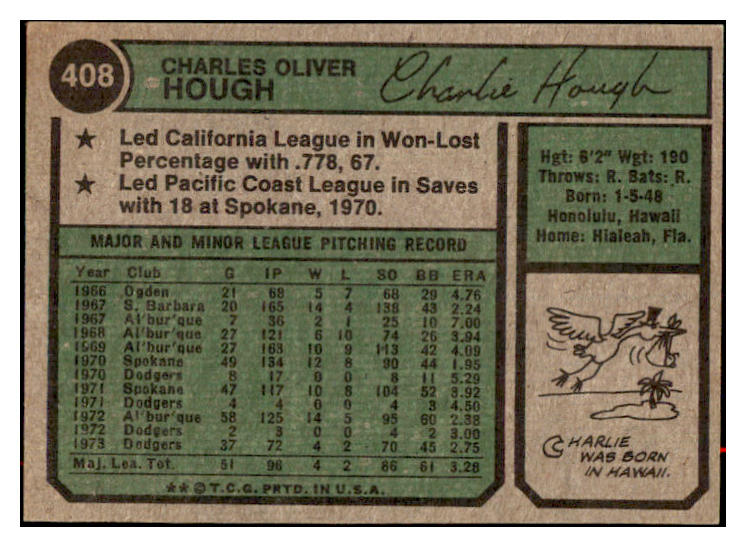 408
CHARLES OLIVER
HOUGH
Charlie Hough
★ Led California League in Won-Lost
Percentage with .778, 67.
★ Led Pacific Coast League in Saves
with 18 at Spokane, 1970.
Hgt: 6'2" Wgt: 190
Throws: R. Bats: R.
Born: 1-5-48
Honolulu, Hawaii
Home: Hialeah, Fla.
MAJOR AND MINOR LEAGUE PITCHING RECORD
Year Club G IP W L SO BB ERA
1966 Ogden 21 68 5 7 68 29 4.76
1967 S. Barbara 20 165 14 4 138 43 2.24
1967 Al'bur'que 7 36 2 1 25 10 7.00
1968 Al'bur'que 27 121 6 10 74 26 3.94
1969 Al'bur'que 27 163 10 9 113 42 4.09
1970 Spokane 49 134 12 8 90 44 1.95
1970 Dodgers 8 17 0 0 8 11 5.29
1971 Spokane 47 117 10 8 104 52 3.92
1971 Dodgers 4 4 0 0 4 3 4.50
1972 Al'bur'que 58 125 14 5 95 60 2.38
1972 Dodgers 2 3 0 0 4 2 3.00
1973 Dodgers 37 72 4 2 70 45 2.75
Maj. Lea. Tot. 51 96 4 2 86 61 3.28
**© T.C.G. PRTD. IN U.S.A.
CHARLIE
WAS BORN
IN HAWAII.